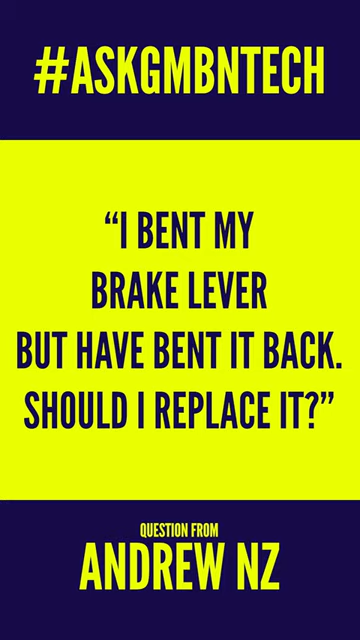 #ASKGMBNTECH
“I BENT MY
BRAKE LEVER
BUT HAVE BENT IT BACK.
SHOULD I REPLACE IT?”
QUESTION FROM
ANDREW NZ